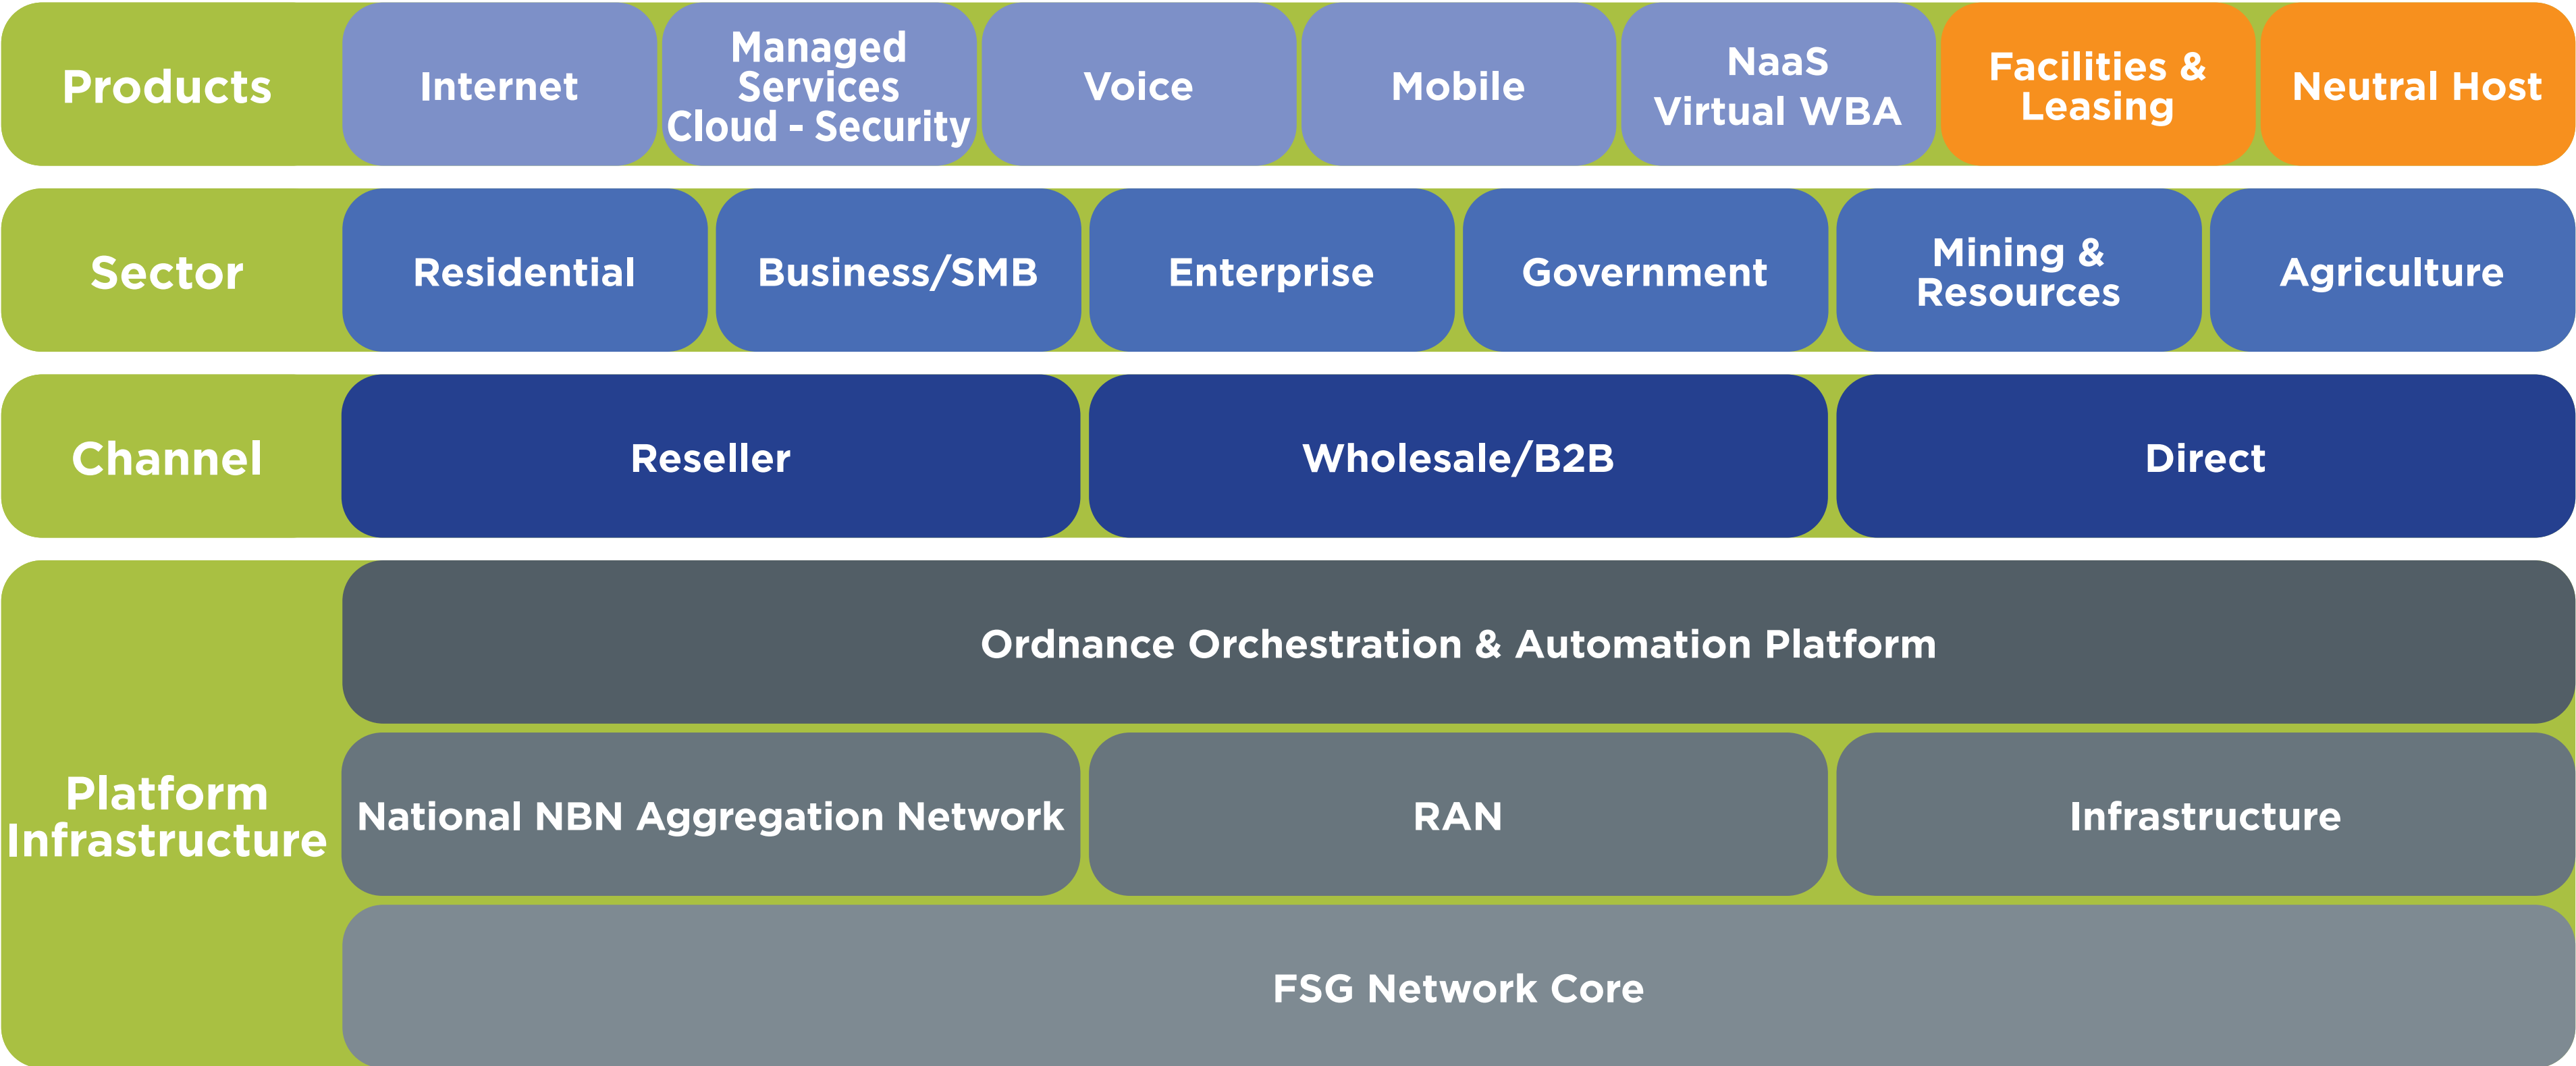 Products
Internet
Managed
Services
Cloud - Security
Voice
Mobile
NaaS
Virtual WBA
Facilities &
Leasing
Neutral Host
Sector
Residential
Business/SMB
Enterprise
Government
Mining &
Resources
Agriculture
Channel
Reseller
Wholesale/B2B
Direct
Platform
Infrastructure
Ordnance Orchestration & Automation Platform
National NBN Aggregation Network
RAN
Infrastructure
FSG Network Core